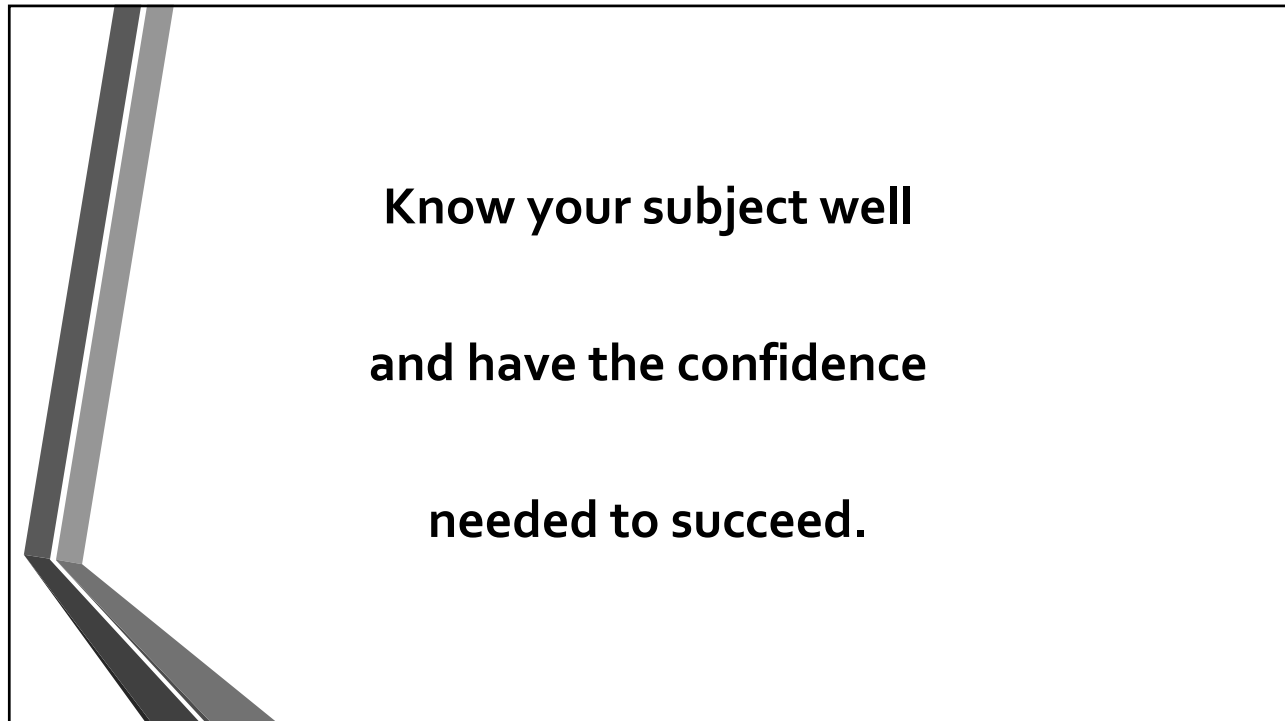 Know your subject well
and have the confidence
needed to succeed.